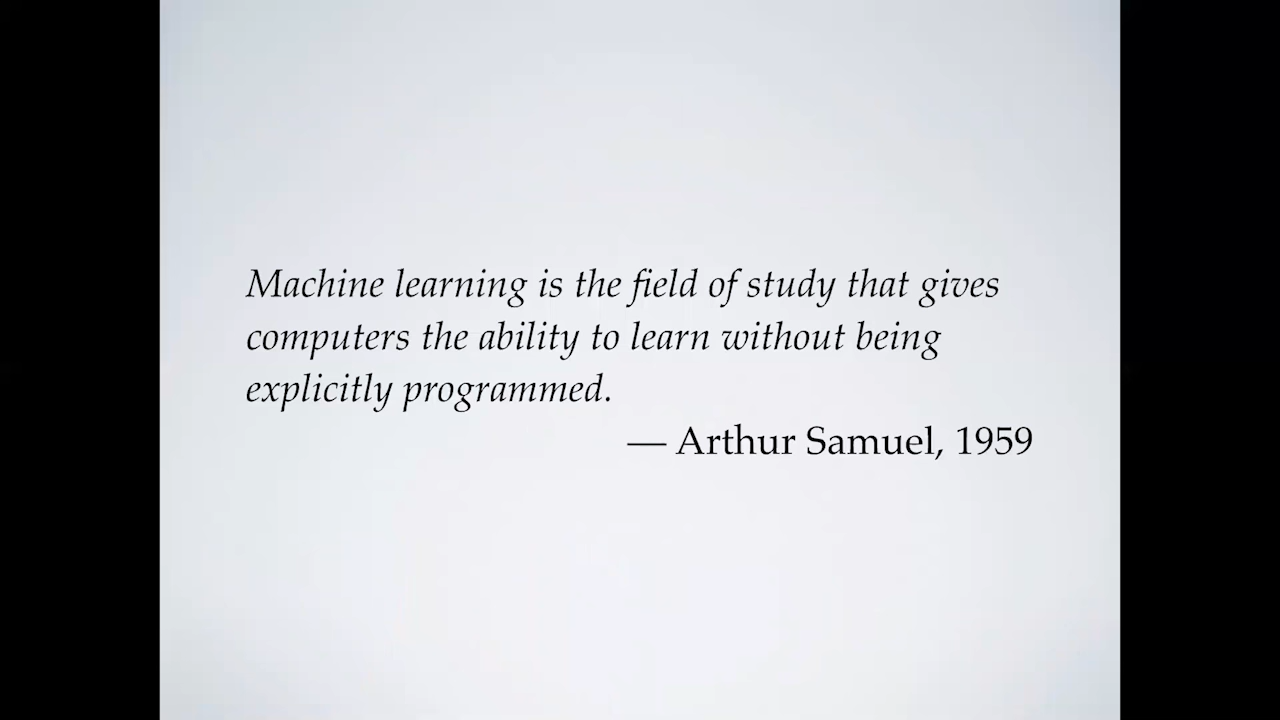 Machine learning is the field of study that gives
computers the ability to learn without being
explicitly programmed.
— Arthur Samuel, 1959